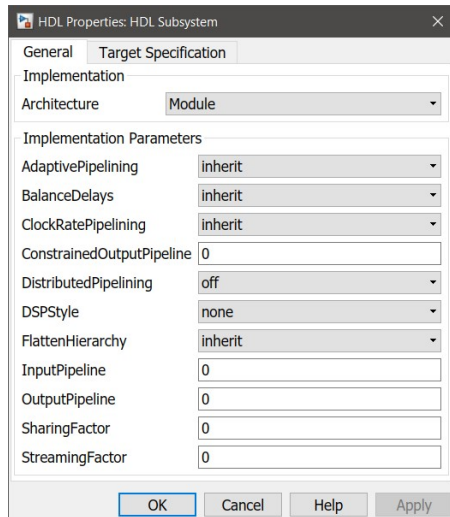 HDL Properties: HDL Subsystem
General Target Specification
Implementation
Architecture Module
Implementation Parameters
AdaptivePipelining inherit
BalanceDelays inherit
ClockRatePipelining inherit
ConstrainedOutputPipeline 0
DistributedPipelining off
DSPStyle none
FlattenHierarchy inherit
InputPipeline 0
OutputPipeline 0
SharingFactor 0
StreamingFactor 0
OK Cancel Help Apply